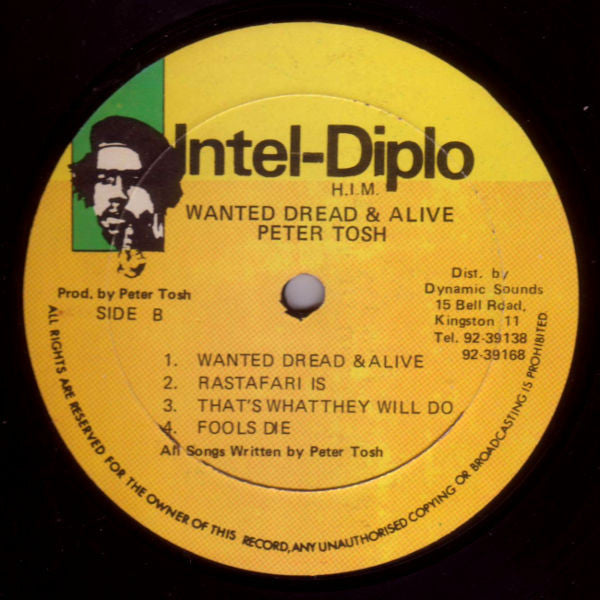 Intel-Diplo
H.I.M.
WANTED DREAD & ALIVE
PETER TOSH
Prod. by Peter Tosh
SIDE B
Dist. by
Dynamic Sounds
15 Bell Road,
Kingston 11
Tel. 92-39138
92-39168
1. WANTED DREAD & ALIVE
2. RASTAFARI IS
3. THAT'S WHAT THEY WILL DO
4. FOOLS DIE
All Songs Written by Peter Tosh
ALL RIGHTS ARE RESERVED FOR THE OWNER OF THIS RECORD, ANY UNAUTHORISED COPYING OR BROADCASTING IS PROHIBITED